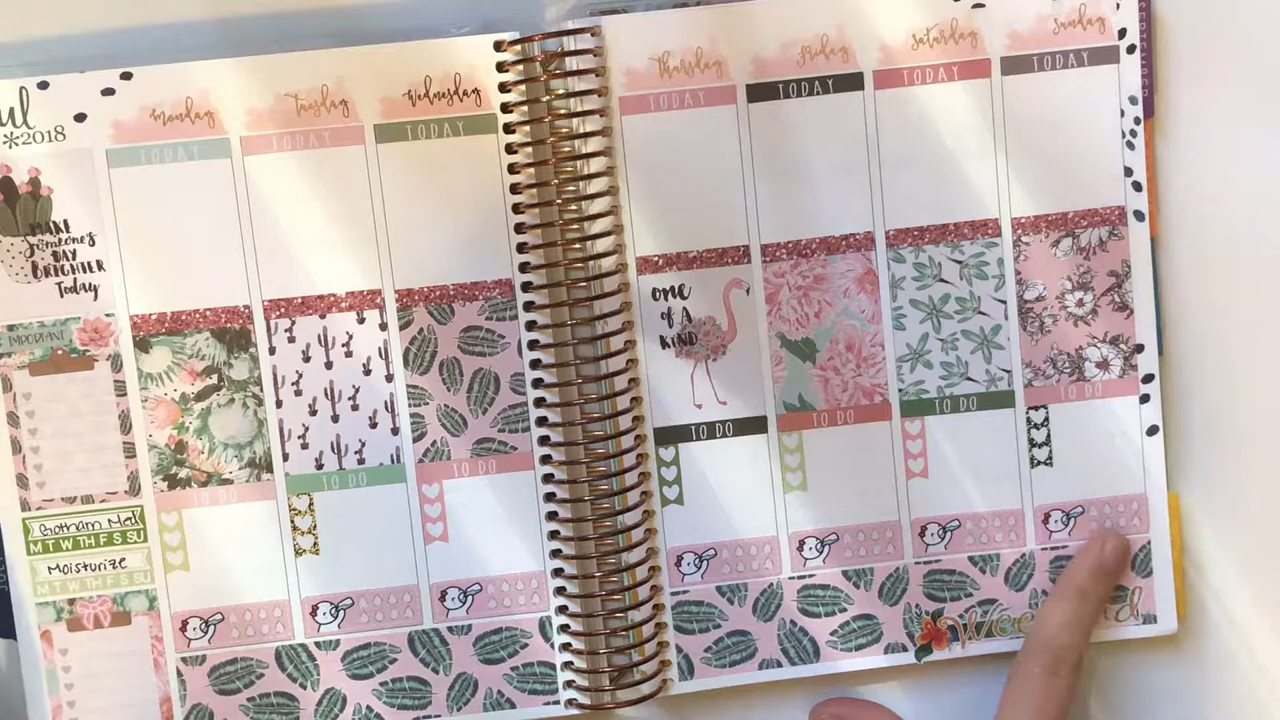 ul
*2018
monday
tuesday
wednesday
thursday
friday
saturday
sunday
TODAY
TODAY
TODAY
TODAY
TODAY
TODAY
TODAY
MAKE
Someone's
DAY
BRIGHTER
Today
one
of A
KIND
IMPORTANT
TO DO
TO DO
TO DO
TO DO
TO DO
TO DO
TO DO
Gotham Med
M T W TH F S SU
Moisturize
M T W TH F S SU
SEPTEMBER